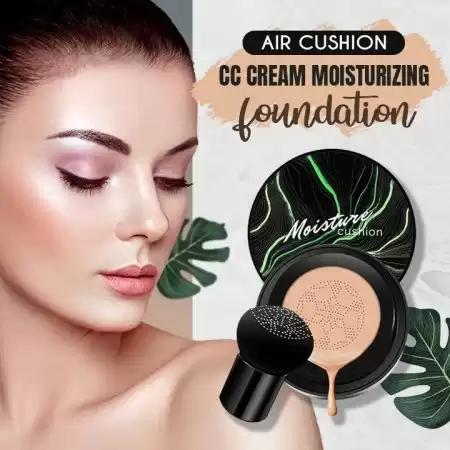 AIR CUSHION
CC CREAM MOISTURIZING
foundation
Moisture
cushion